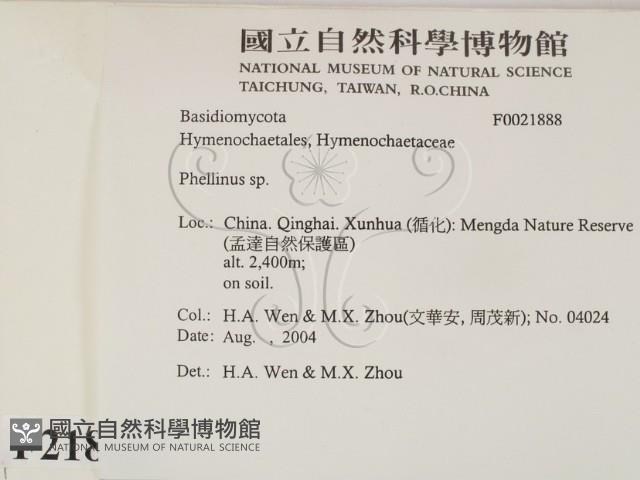 國立自然科學博物館
NATIONAL MUSEUM OF NATURAL SCIENCE
TAICHUNG, TAIWAN, R.O.CHINA
Basidiomycota F0021888
Hymenochaetales, Hymenochaetaceae
Phellinus sp.
Loc.: China. Qinghai. Xunhua (循化): Mengda Nature Reserve
(孟達自然保護區)
alt. 2,400m;
on soil.
Col.: H.A. Wen & M.X. Zhou(文華安, 周茂新); No. 04024
Date: Aug. , 2004
Det.: H.A. Wen & M.X. Zhou
國立自然科學博物館
NATIONAL MUSEUM OF NATURAL SCIENCE